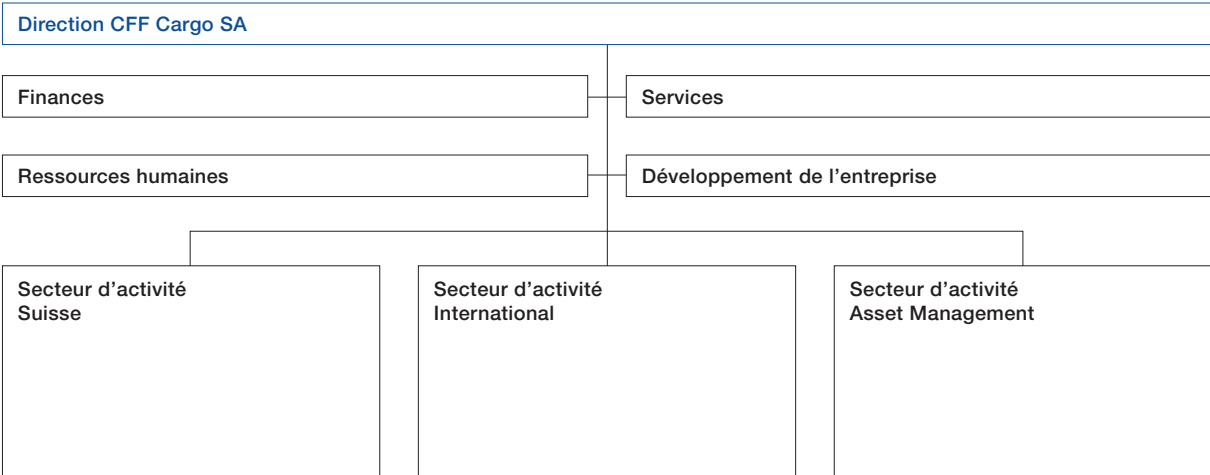 Direction CFF Cargo SA
Finances
Services
Ressources humaines
Développement de l’entreprise
Secteur d’activité
Suisse
Secteur d’activité
International
Secteur d’activité
Asset Management